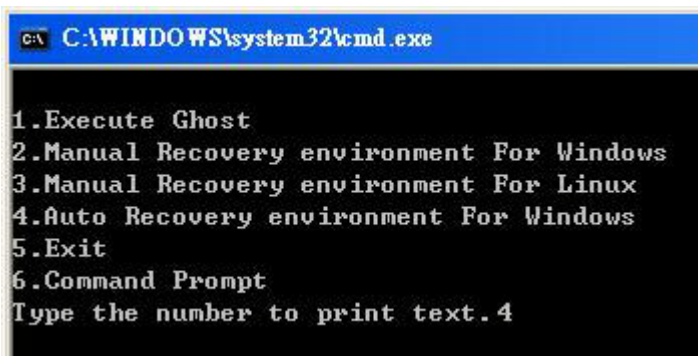 C:\WINDOWS\system32\cmd.exe
1.Execute Ghost
2.Manual Recovery environment For Windows
3.Manual Recovery environment For Linux
4.Auto Recovery environment For Windows
5.Exit
6.Command Prompt
Type the number to print text.4